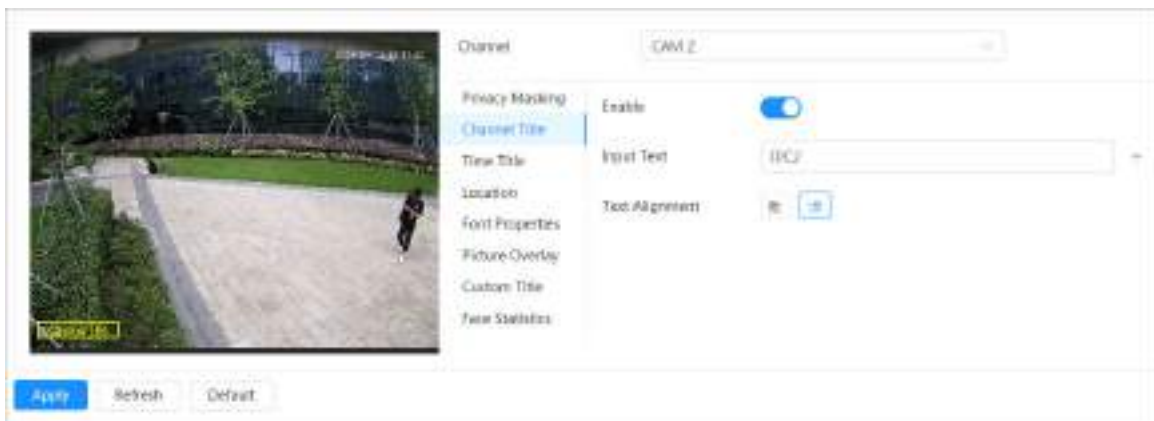 Channel
CAM 2
Privacy Masking
Channel Title
Time Title
Location
Font Properties
Picture Overlay
Custom Title
Face Statistics
Enable
Input Text
IPC2
Text Alignment
Apply
Refresh
Default